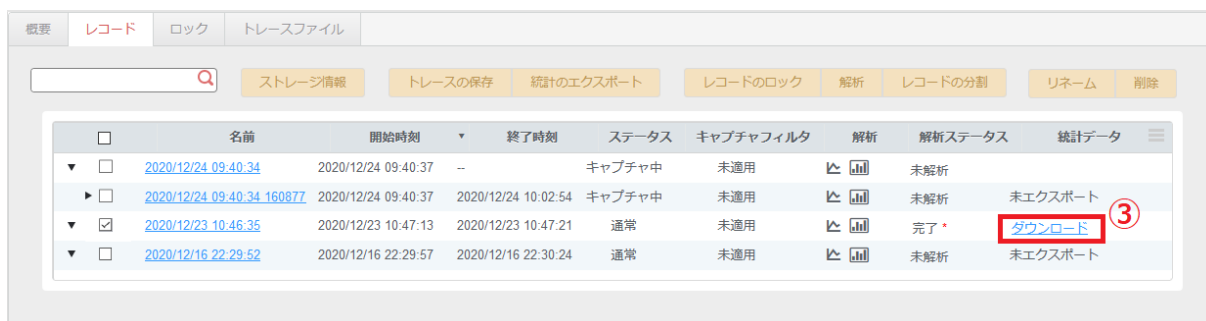 概要 レコード ロック トレースファイル
ストレージ情報 トレースの保存 統計のエクスポート レコードのロック 解析 レコードの分割 リネーム 削除
名前 開始時刻 終了時刻 ステータス キャプチャフィルタ 解析 解析ステータス 統計データ
2020/12/24 09:40:34 2020/12/24 09:40:37 -- キャプチャ中 未適用 未解析
2020/12/24 09:40:34 160877 2020/12/24 09:40:37 2020/12/24 10:02:54 キャプチャ中 未適用 未解析 未エクスポート
2020/12/23 10:46:35 2020/12/23 10:47:13 2020/12/23 10:47:21 通常 未適用 完了 * ダウンロード ③
2020/12/16 22:29:52 2020/12/16 22:29:57 2020/12/16 22:30:24 通常 未適用 未解析 未エクスポート